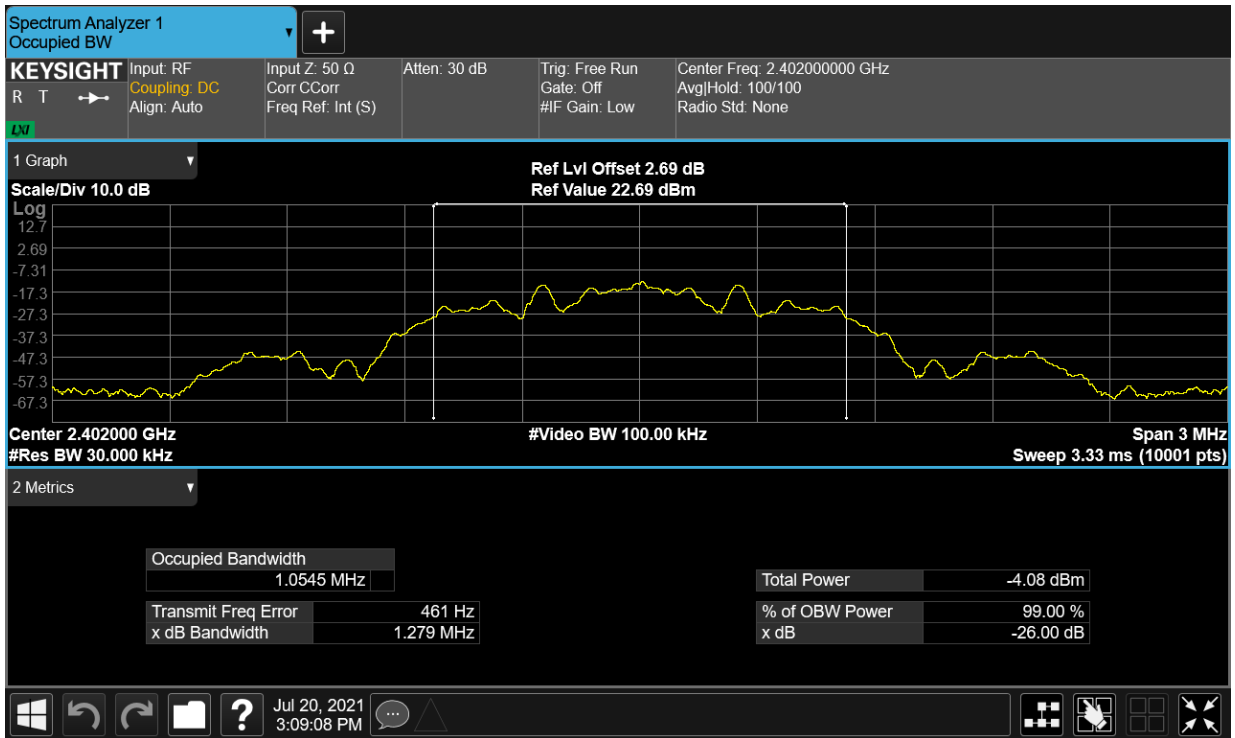 Spectrum Analyzer 1
Occupied BW
KEYSIGHT
R T
LXI
Input: RF
Coupling: DC
Align: Auto
Input Z: 50 Ω
Corr CCorr
Freq Ref: Int (S)
Atten: 30 dB
Trig: Free Run
Gate: Off
#IF Gain: Low
Center Freq: 2.402000000 GHz
Avg|Hold: 100/100
Radio Std: None
1 Graph
Scale/Div 10.0 dB
Ref Lvl Offset 2.69 dB
Ref Value 22.69 dBm
Log
12.7
2.69
-7.31
-17.3
-27.3
-37.3
-47.3
-57.3
-67.3
Center 2.402000 GHz
#Video BW 100.00 kHz
Span 3 MHz
#Res BW 30.000 kHz
Sweep 3.33 ms (10001 pts)
2 Metrics
Occupied Bandwidth
1.0545 MHz
Total Power -4.08 dBm
Transmit Freq Error 461 Hz
% of OBW Power 99.00 %
x dB Bandwidth 1.279 MHz
x dB -26.00 dB
?
Jul 20, 2021
3:09:08 PM